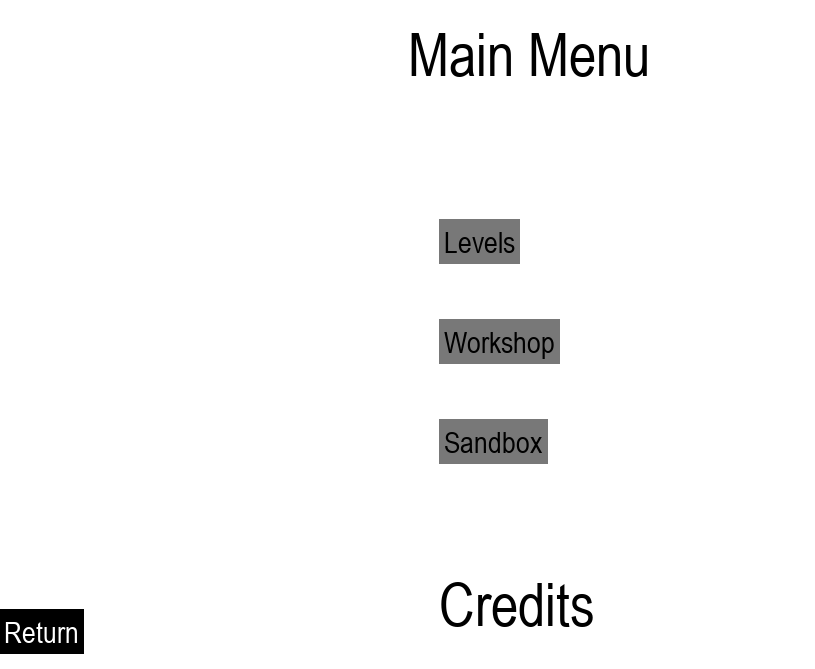 Main Menu
Levels
Workshop
Sandbox
Credits
Return